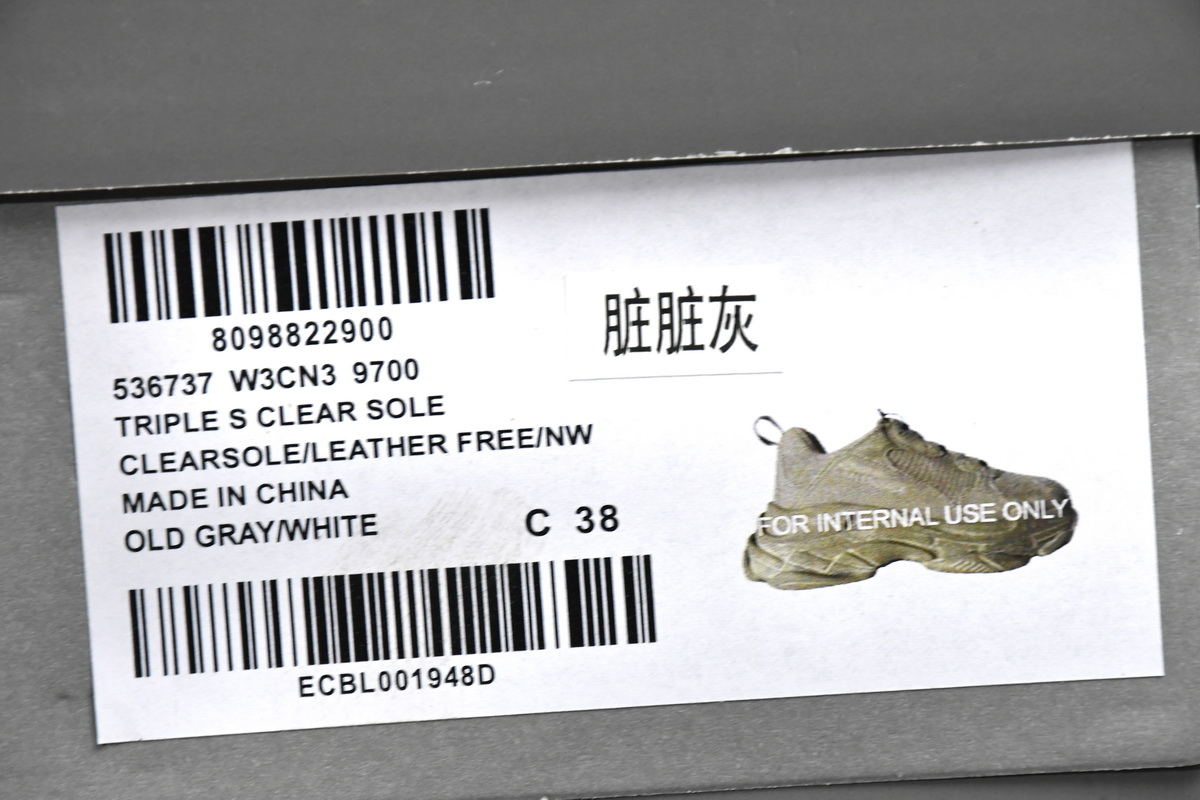 8098822900
536737 W3CN3 9700
TRIPLE S CLEAR SOLE
CLEARSOLE/LEATHER FREE/NW
MADE IN CHINA
OLD GRAY/WHITE
C 38
ECBL001948D
脏脏灰
FOR INTERNAL USE ONLY